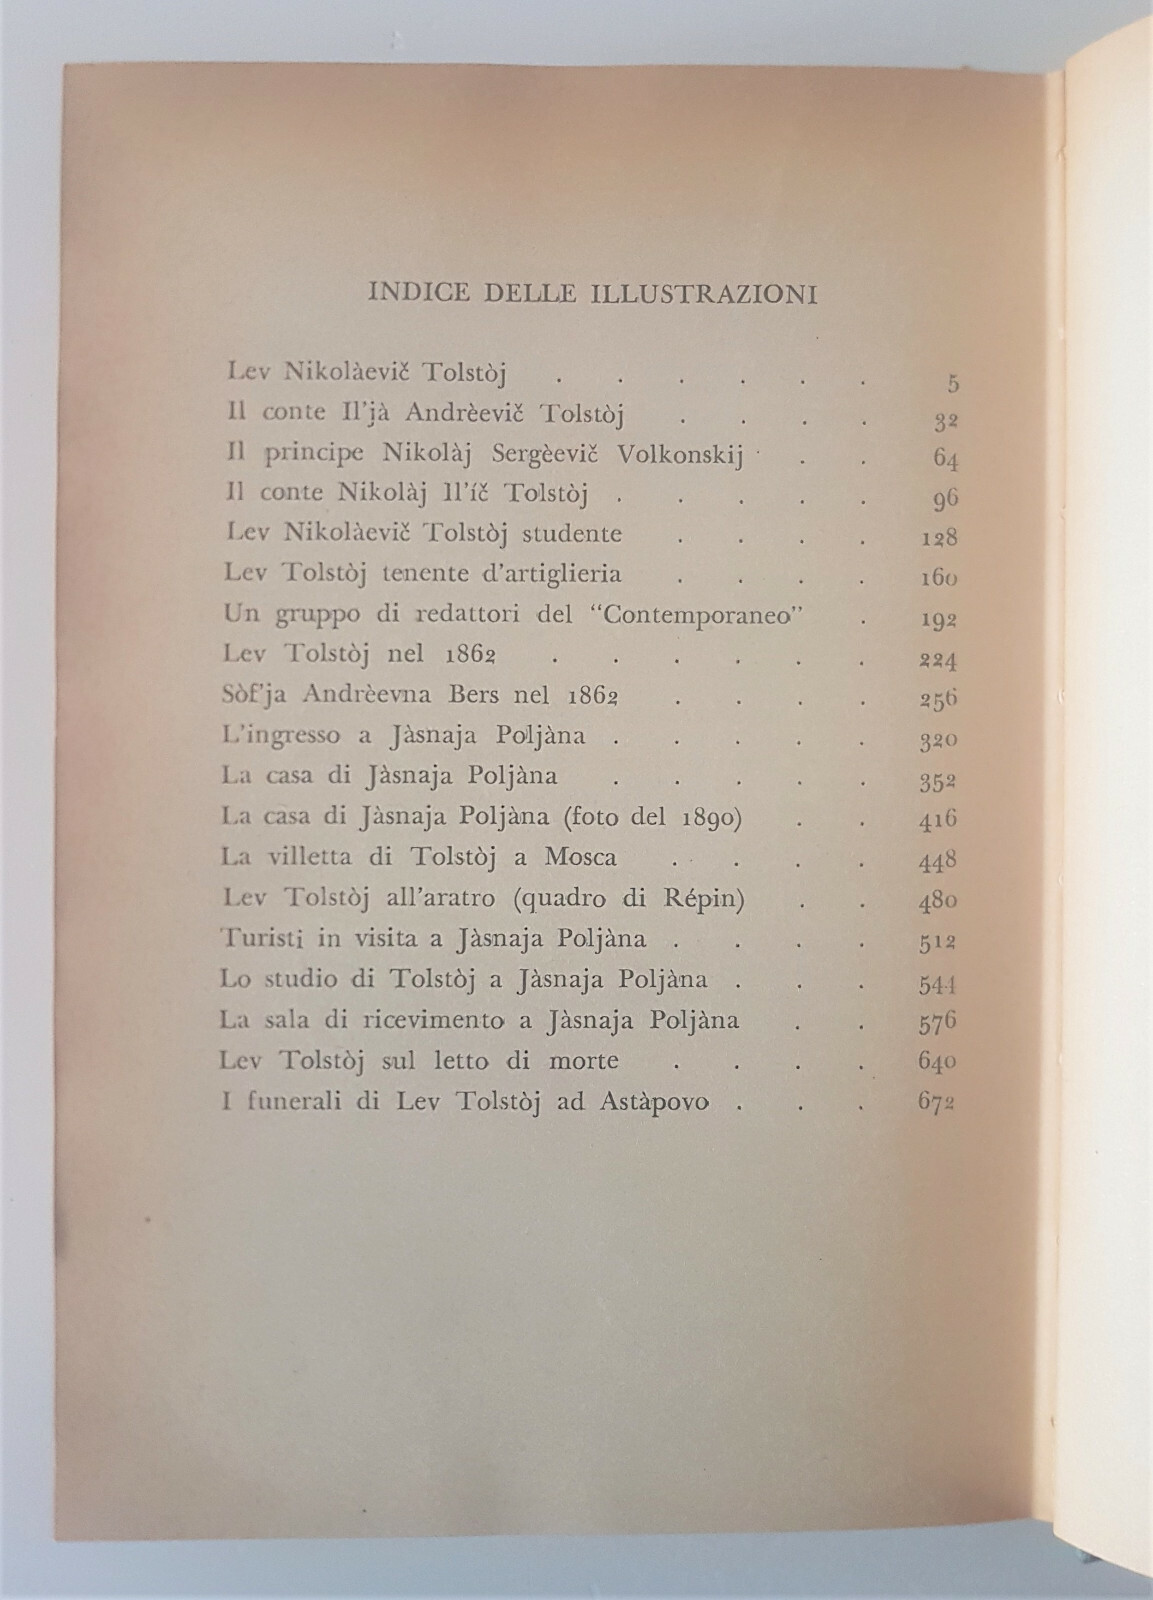 INDICE DELLE ILLUSTRAZIONI
Lev Nikolàevič Tolstòj . . . . . . 5
Il conte Il'jà Andrèevič Tolstòj . . . . 32
Il principe Nikolàj Sergèevič Volkonskij . . . 64
Il conte Nikolàj Il'íč Tolstòj . . . . . 96
Lev Nikolàevič Tolstòj studente . . . . 128
Lev Tolstòj tenente d'artiglieria . . . . 160
Un gruppo di redattori del “Contemporaneo” . 192
Lev Tolstòj nel 1862 . . . . . . 224
Sòf'ja Andrèevna Bers nel 1862 . . . . 256
L'ingresso a Jàsnaja Poljàna . . . . . 320
La casa di Jàsnaja Poljàna . . . . . 352
La casa di Jàsnaja Poljàna (foto del 1890) . . 416
La villetta di Tolstòj a Mosca . . . . 448
Lev Tolstòj all'aratro (quadro di Répin) . . 480
Turisti in visita a Jàsnaja Poljàna . . . . 512
Lo studio di Tolstòj a Jàsnaja Poljàna . . . 544
La sala di ricevimento a Jàsnaja Poljàna . . 576
Lev Tolstòj sul letto di morte . . . . 640
I funerali di Lev Tolstòj ad Astàpovo . . . 672